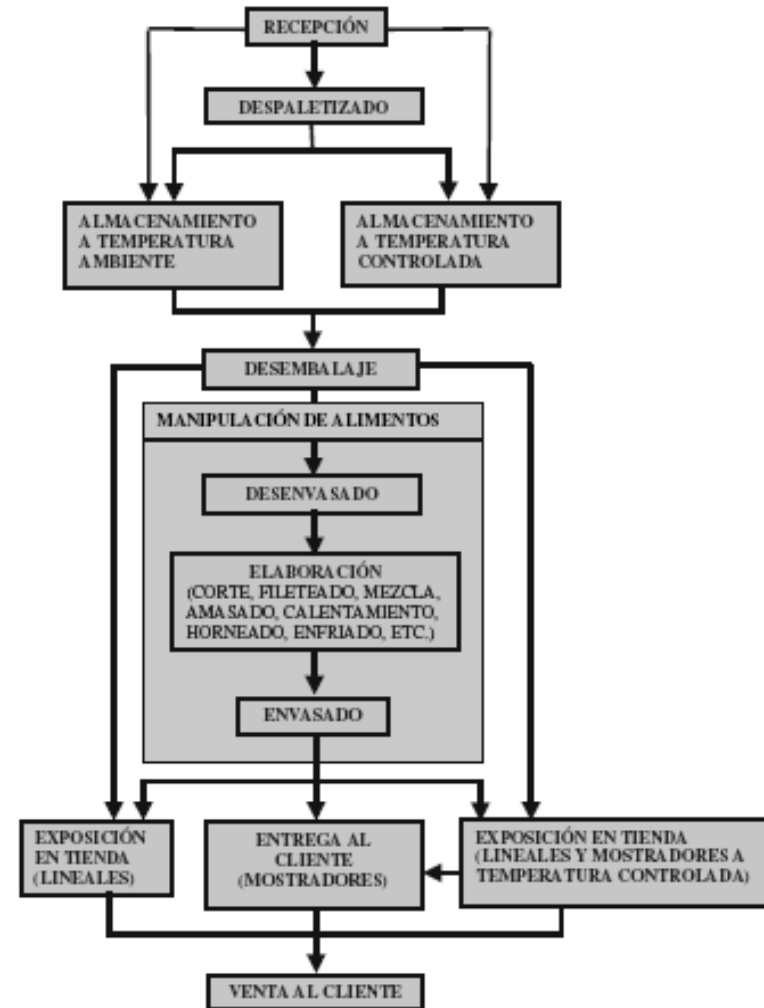 RECEPCIÓN
DESPALETIZADO
ALMACENAMIENTO
A TEMPERATURA
AMBIENTE
ALMACENAMIENTO
A TEMPERATURA
CONTROLADA
DESEMBALAJE
MANIPULACIÓN DE ALIMENTOS
DESENVASADO
ELABORACIÓN
(CORTE, FILETEADO, MEZCLA,
AMASADO, CALENTAMIENTO,
HORNEADO, ENFRIADO, ETC.)
ENVASADO
EXPOSICIÓN
EN TIENDA
(LINEALES)
ENTREGA AL
CLIENTE
(MOSTRADORES)
EXPOSICIÓN EN TIENDA
(LINEALES Y MOSTRADORES A
TEMPERATURA CONTROLADA)
VENTA AL CLIENTE